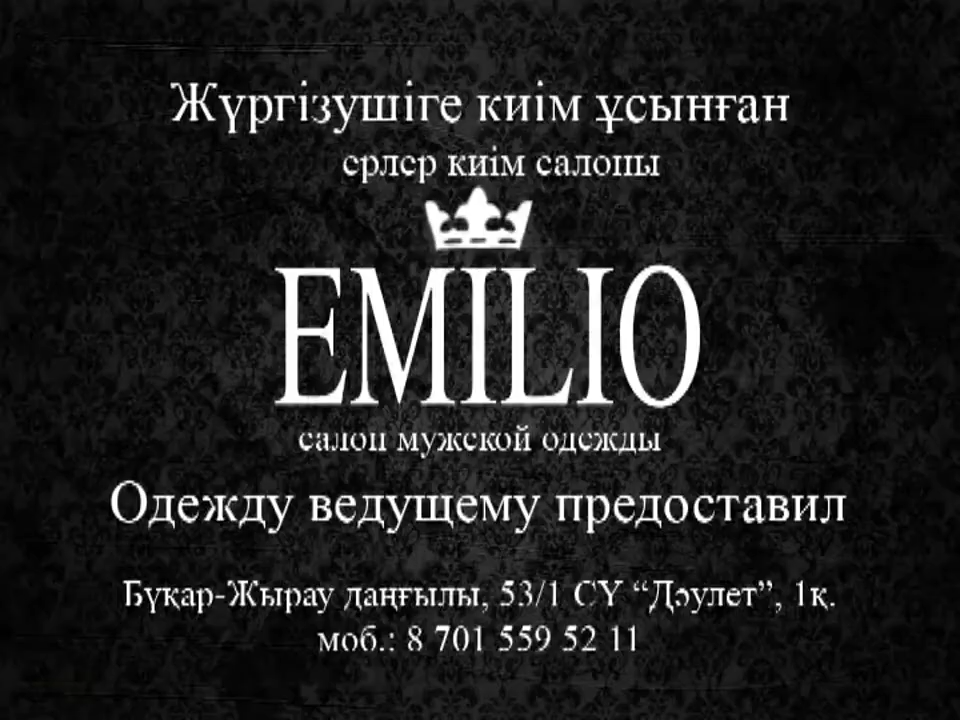 Жүргізушіге киім ұсынған
ерлер киім салоны
EMILIO
салон мужской одежды
Одежду ведущему предоставил
Бұқар-Жырау даңғылы, 53/1 СҮ “Дәулет”, 1қ.
моб.: 8 701 559 52 11